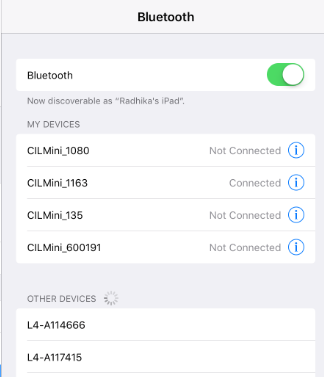 Bluetooth
Bluetooth
Now discoverable as "Radhika's iPad".
MY DEVICES
CILMini_1080 Not Connected
CILMini_1163 Connected
CILMini_135 Not Connected
CILMini_600191 Not Connected
OTHER DEVICES
L4-A114666
L4-A117415